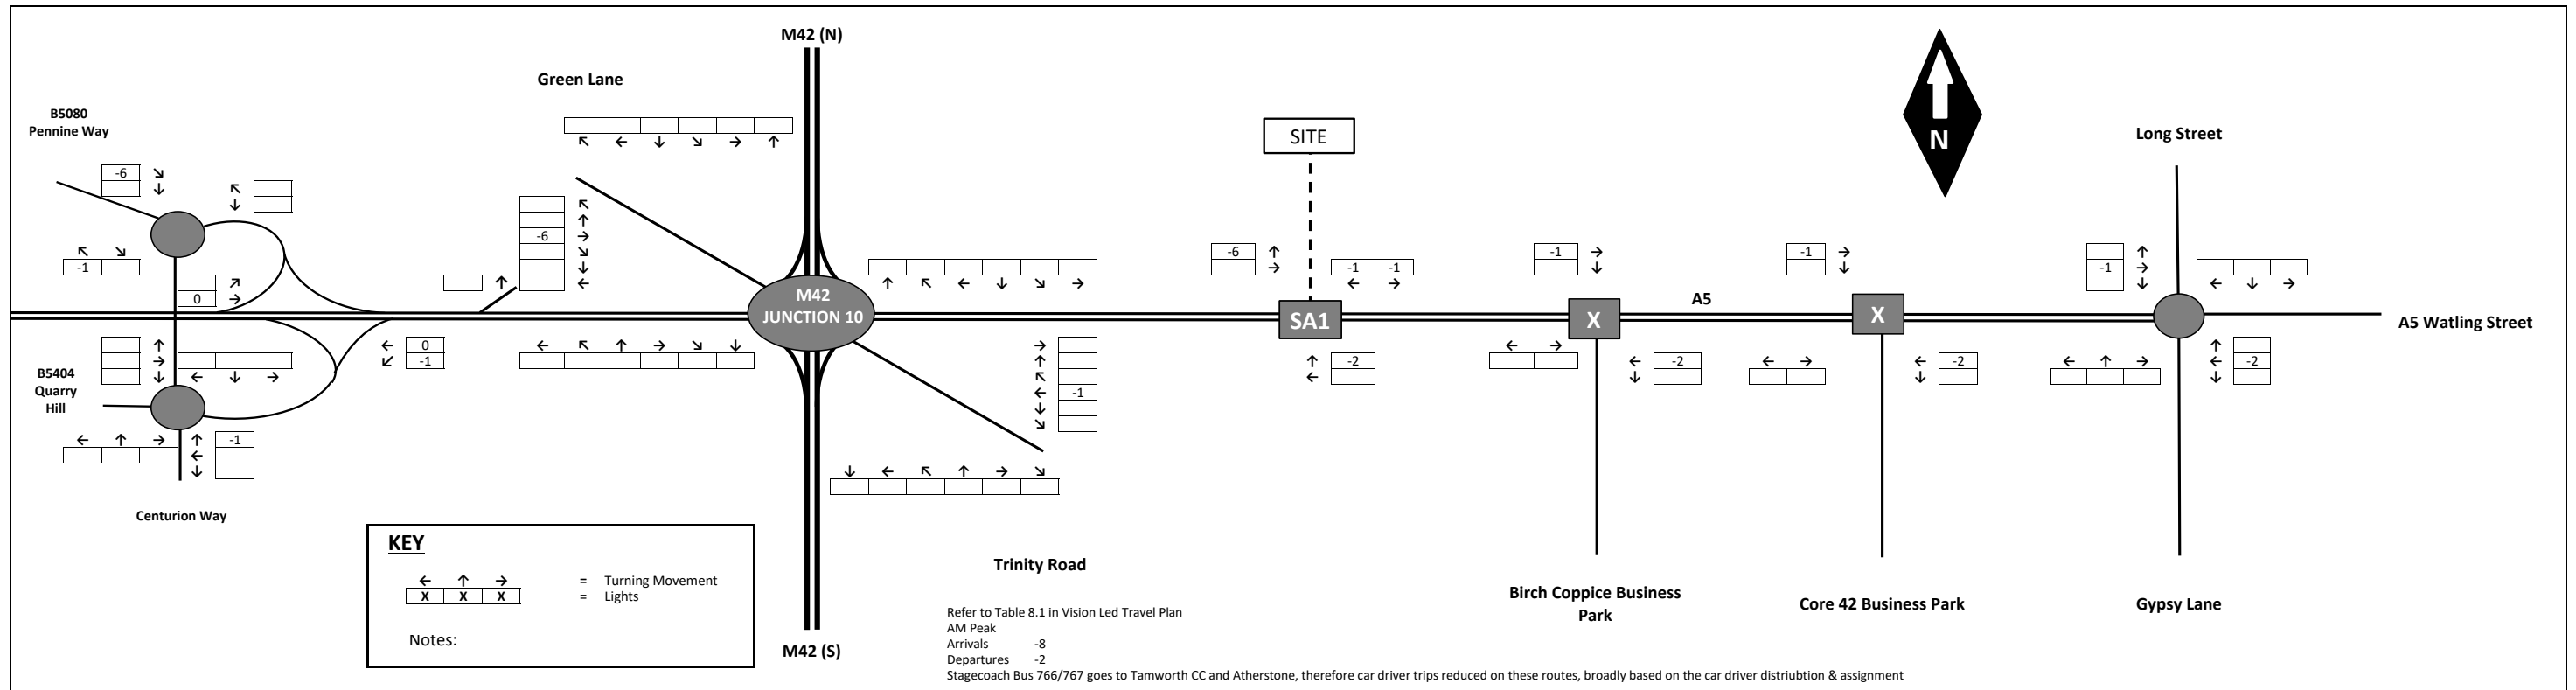 M42 (N)
Green Lane
B5080
Pennine Way
SITE
N
Long Street
↖ ← ↓ ↘ → ↑
-6 ↘
↓
↖
↓
↖
↑
-6 →
↘
↓
←
↖ ↘
-1
↗
0 →
↑
↑ ↖ ← ↓ ↘ →
-6 ↑
→
-1 -1
← →
-1 →
↓
-1 →
↓
↑
-1 →
↓
← ↓ →
M42
JUNCTION 10
SA1
X
A5
X
A5 Watling Street
B5404
Quarry
Hill
↑
→
↓
← ↓ →
← 0
↙ -1
← ↖ ↑ → ↘ ↓
→
↑
↖
← -1
↓
↘
↑ -2
←
← →
← -2
↓
← →
← -2
↓
← ↑ →
↑
← -2
↓
← ↑ →
↑ -1
←
↓
↓ ← ↖ ↑ → ↘
Centurion Way
KEY
← ↑ → = Turning Movement
X X X = Lights
Notes:
M42 (S)
Trinity Road
Birch Coppice Business
Park
Core 42 Business Park
Gypsy Lane
Refer to Table 8.1 in Vision Led Travel Plan
AM Peak
Arrivals -8
Departures -2
Stagecoach Bus 766/767 goes to Tamworth CC and Atherstone, therefore car driver trips reduced on these routes, broadly based on the car driver distriubtion & assignment